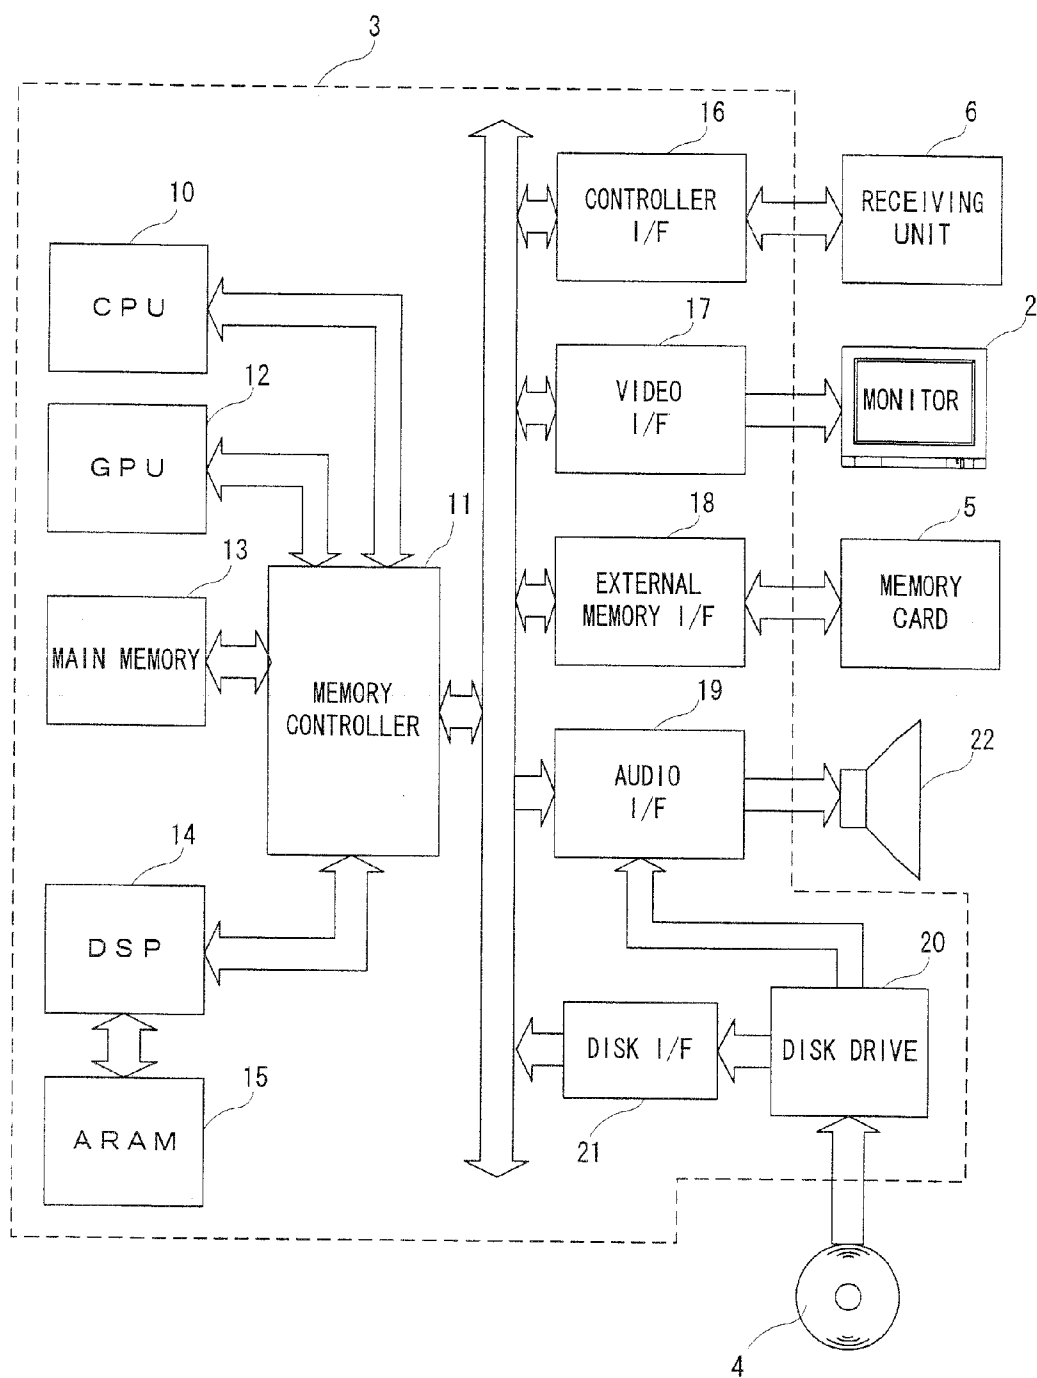 3
16
6
CONTROLLER
I/F
RECEIVING
UNIT
10
CPU
17
2
VIDEO
I/F
MONITOR
12
GPU
11
18
5
EXTERNAL
MEMORY I/F
MEMORY
CARD
13
MAIN MEMORY
MEMORY
CONTROLLER
19
22
AUDIO
I/F
14
DSP
20
DISK I/F
DISK DRIVE
21
15
ARAM
4